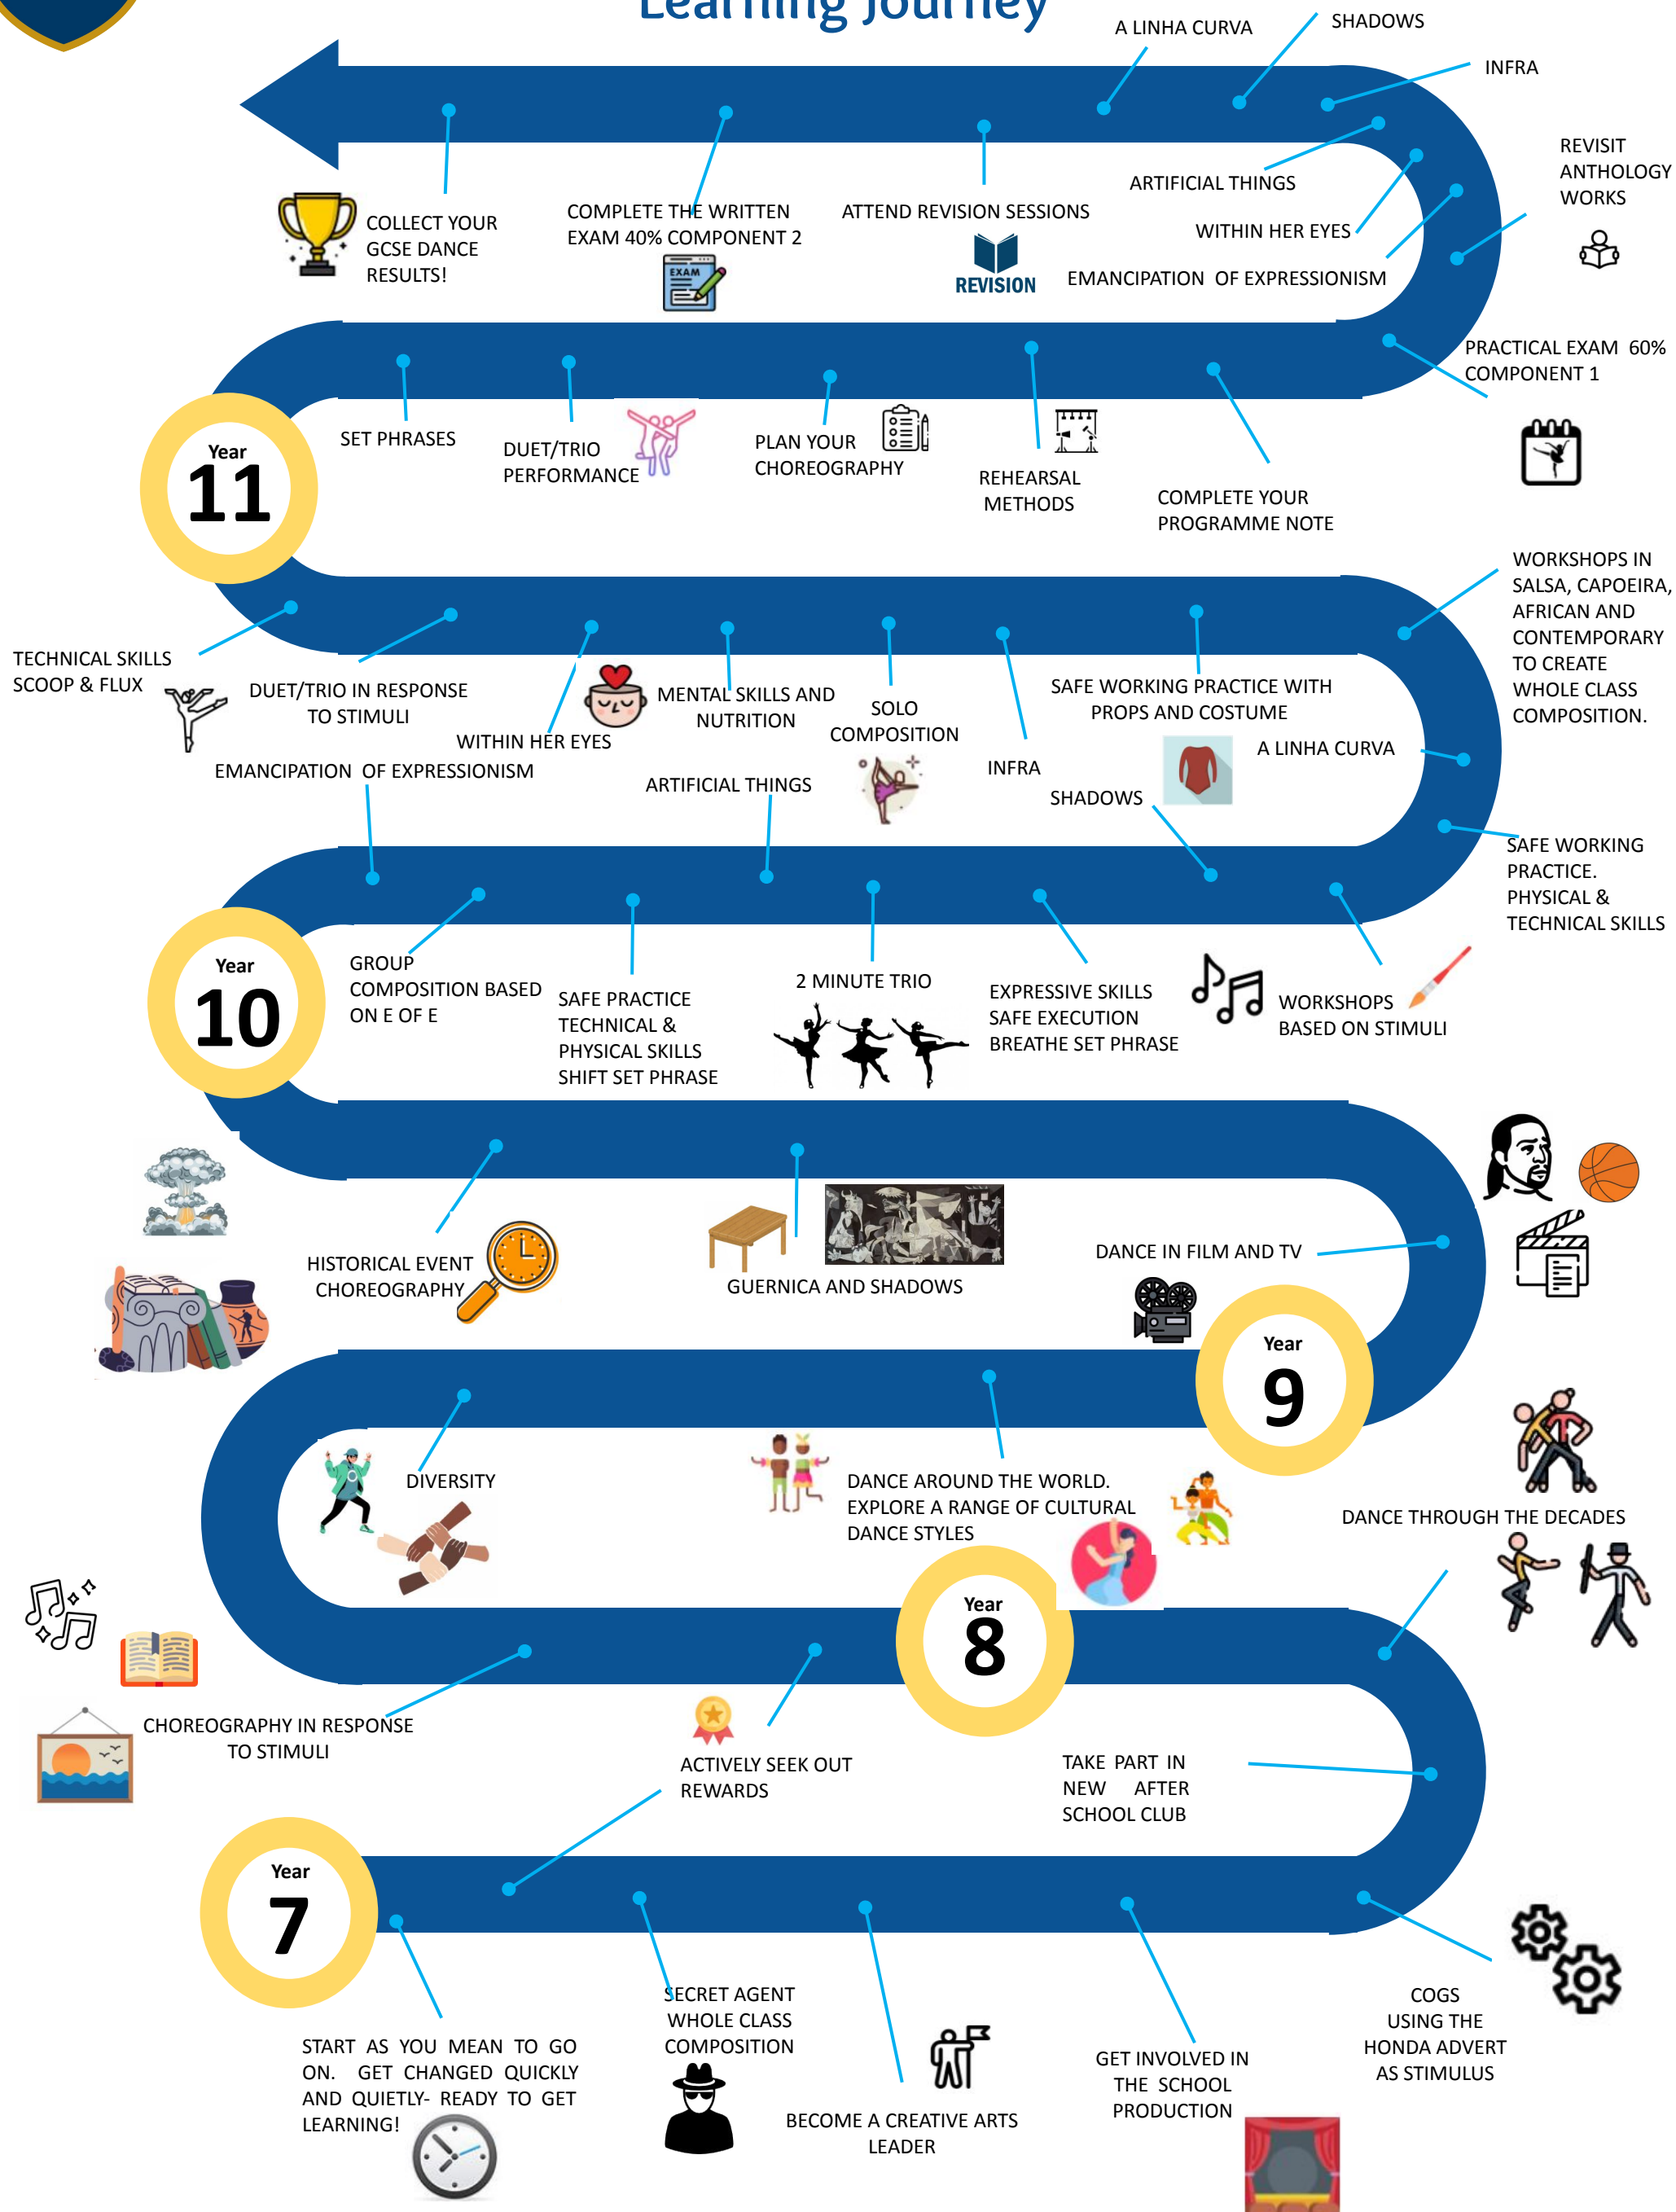 Learning Journey
A LINHA CURVA
SHADOWS
INFRA
REVISIT
ANTHOLOGY
WORKS
ARTIFICIAL THINGS
WITHIN HER EYES
EMANCIPATION OF EXPRESSIONISM
COLLECT YOUR
GCSE DANCE
RESULTS!
COMPLETE THE WRITTEN
EXAM 40% COMPONENT 2
EXAM
ATTEND REVISION SESSIONS
REVISION
PRACTICAL EXAM 60%
COMPONENT 1
Year
11
SET PHRASES
DUET/TRIO
PERFORMANCE
PLAN YOUR
CHOREOGRAPHY
REHEARSAL
METHODS
COMPLETE YOUR
PROGRAMME NOTE
WORKSHOPS IN
SALSA, CAPOEIRA,
AFRICAN AND
CONTEMPORARY
TO CREATE
WHOLE CLASS
COMPOSITION.
TECHNICAL SKILLS
SCOOP & FLUX
DUET/TRIO IN RESPONSE
TO STIMULI
WITHIN HER EYES
EMANCIPATION OF EXPRESSIONISM
MENTAL SKILLS AND
NUTRITION
ARTIFICIAL THINGS
SOLO
COMPOSITION
INFRA
SAFE WORKING PRACTICE WITH
PROPS AND COSTUME
A LINHA CURVA
SHADOWS
SAFE WORKING
PRACTICE.
PHYSICAL &
TECHNICAL SKILLS
Year
10
GROUP
COMPOSITION BASED
ON E OF E
SAFE PRACTICE
TECHNICAL &
PHYSICAL SKILLS
SHIFT SET PHRASE
2 MINUTE TRIO
EXPRESSIVE SKILLS
SAFE EXECUTION
BREATHE SET PHRASE
WORKSHOPS
BASED ON STIMULI
HISTORICAL EVENT
CHOREOGRAPHY
GUERNICA AND SHADOWS
DANCE IN FILM AND TV
Year
9
DIVERSITY
DANCE AROUND THE WORLD.
EXPLORE A RANGE OF CULTURAL
DANCE STYLES
DANCE THROUGH THE DECADES
Year
8
CHOREOGRAPHY IN RESPONSE
TO STIMULI
ACTIVELY SEEK OUT
REWARDS
TAKE PART IN
NEW AFTER
SCHOOL CLUB
Year
7
START AS YOU MEAN TO GO
ON. GET CHANGED QUICKLY
AND QUIETLY- READY TO GET
LEARNING!
SECRET AGENT
WHOLE CLASS
COMPOSITION
BECOME A CREATIVE ARTS
LEADER
GET INVOLVED IN
THE SCHOOL
PRODUCTION
COGS
USING THE
HONDA ADVERT
AS STIMULUS